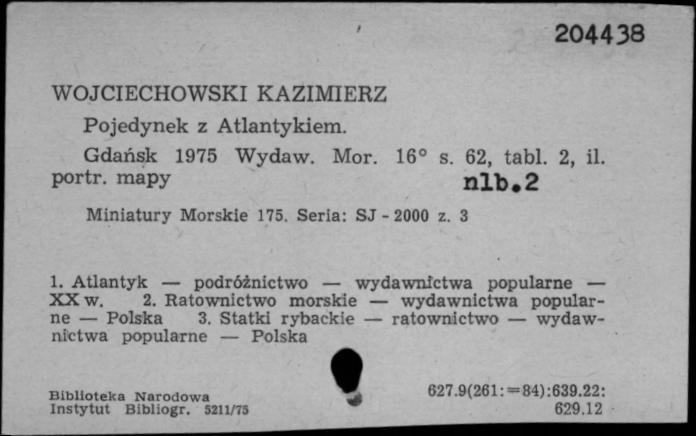 204438
WOJCIECHOWSKI KAZIMIERZ
Pojedynek z Atlantykiem.
Gdańsk 1975 Wydaw. Mor. 16° s. 62, tabl. 2, il.
portr. mapy nlb.2
Miniatury Morskie 175. Seria: SJ - 2000 z. 3
1. Atlantyk — podróżnictwo — wydawnictwa popularne —
XX w. 2. Ratownictwo morskie — wydawnictwa popular-
ne — Polska 3. Statki rybackie — ratownictwo — wydaw-
nictwa popularne — Polska
Biblioteka Narodowa 627.9(261:=84):639.22:
Instytut Bibliogr. 5211/75 629.12